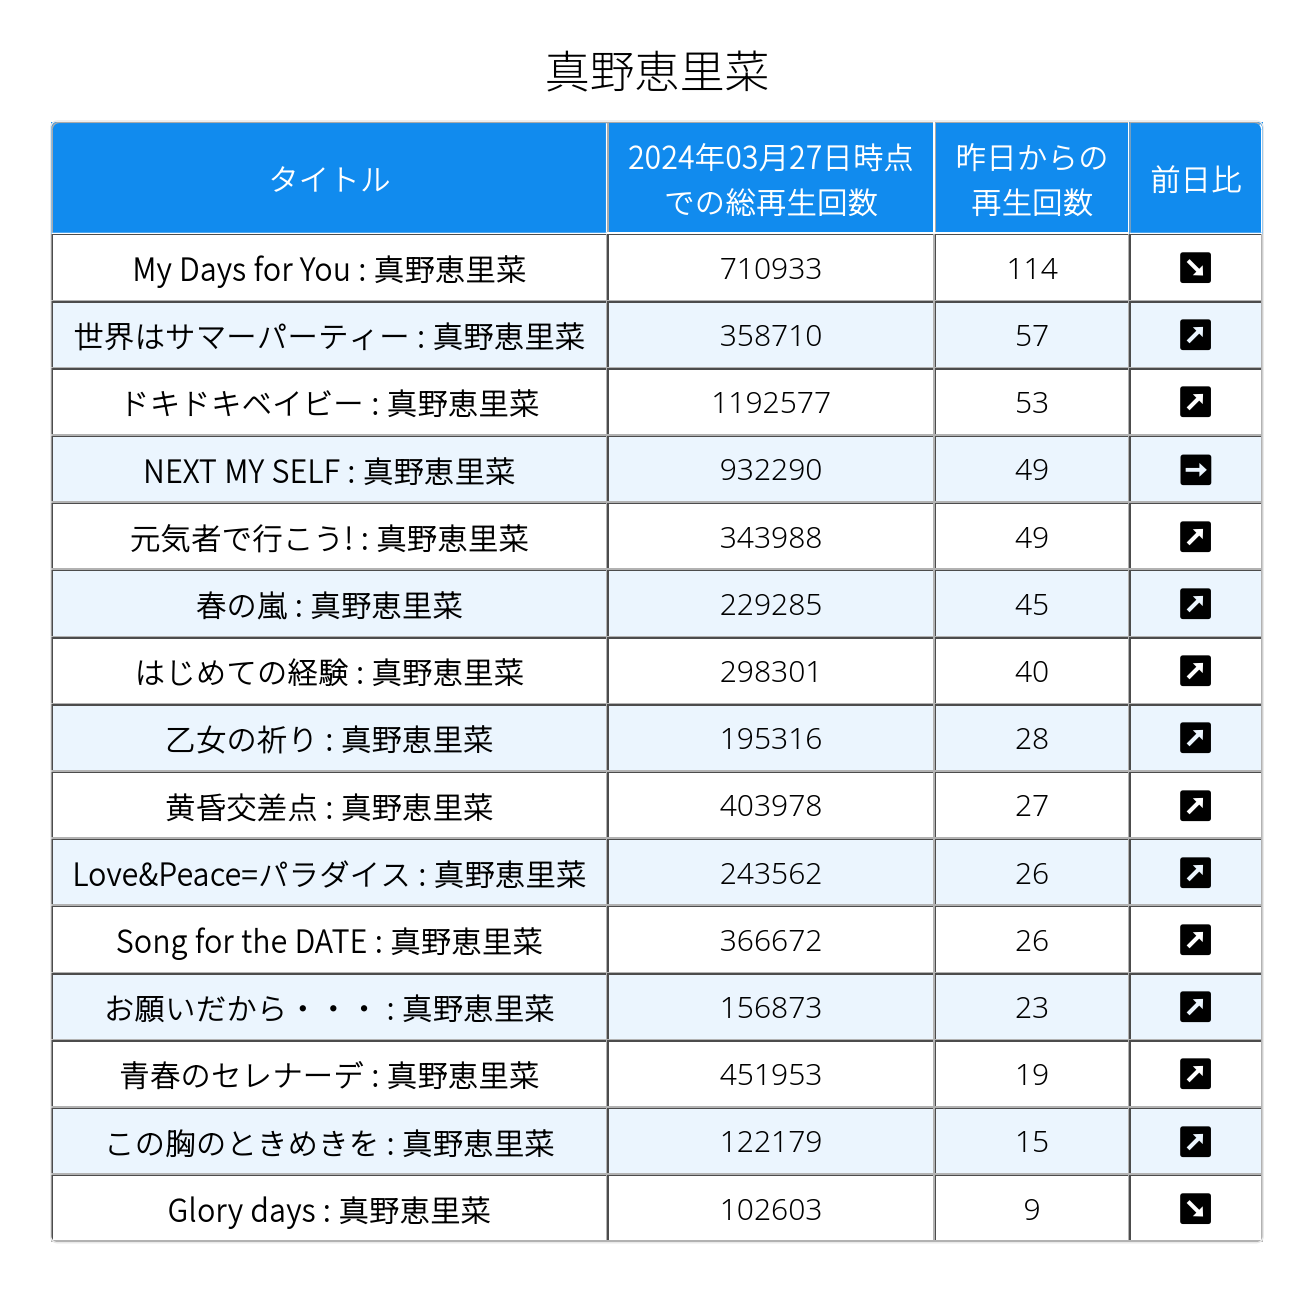 真野恵里菜
タイトル
2024年03月27日時点
での総再生回数
昨日からの
再生回数
前日比
My Days for You : 真野恵里菜 710933 114 ↘
世界はサマーパーティー : 真野恵里菜 358710 57 ↗
ドキドキベイビー : 真野恵里菜 1192577 53 ↗
NEXT MY SELF : 真野恵里菜 932290 49 →
元気者で行こう! : 真野恵里菜 343988 49 ↗
春の嵐 : 真野恵里菜 229285 45 ↗
はじめての経験 : 真野恵里菜 298301 40 ↗
乙女の祈り : 真野恵里菜 195316 28 ↗
黄昏交差点 : 真野恵里菜 403978 27 ↗
Love&Peace=パラダイス : 真野恵里菜 243562 26 ↗
Song for the DATE : 真野恵里菜 366672 26 ↗
お願いだから・・・ : 真野恵里菜 156873 23 ↗
青春のセレナーデ : 真野恵里菜 451953 19 ↗
この胸のときめきを : 真野恵里菜 122179 15 ↗
Glory days : 真野恵里菜 102603 9 ↘